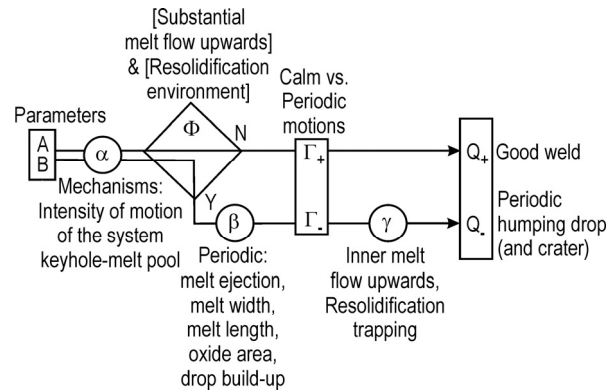 [Substantial
melt flow upwards]
& [Resolidification
environment]
Parameters
A
B
α
Mechanisms:
Intensity of motion
of the system
keyhole-melt pool
Φ
N
Y
β
Periodic:
melt ejection,
melt width,
melt length,
oxide area,
drop build-up
Calm vs.
Periodic
motions
Γ+
Γ-
γ
Inner melt
flow upwards,
Resolidification
trapping
Q+ Good weld
Q-
Periodic
humping drop
(and crater)